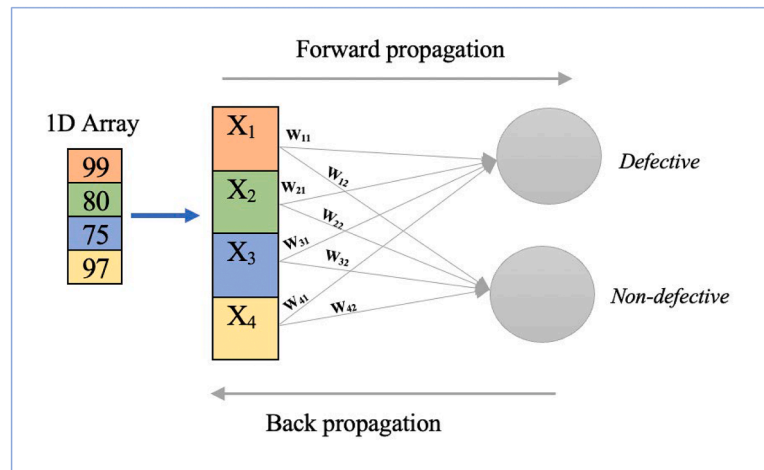 Forward propagation
1D Array
99
80
75
97
X1
X2
X3
X4
W11
W12
W21
W22
W31
W32
W41
W42
Defective
Non-defective
Back propagation